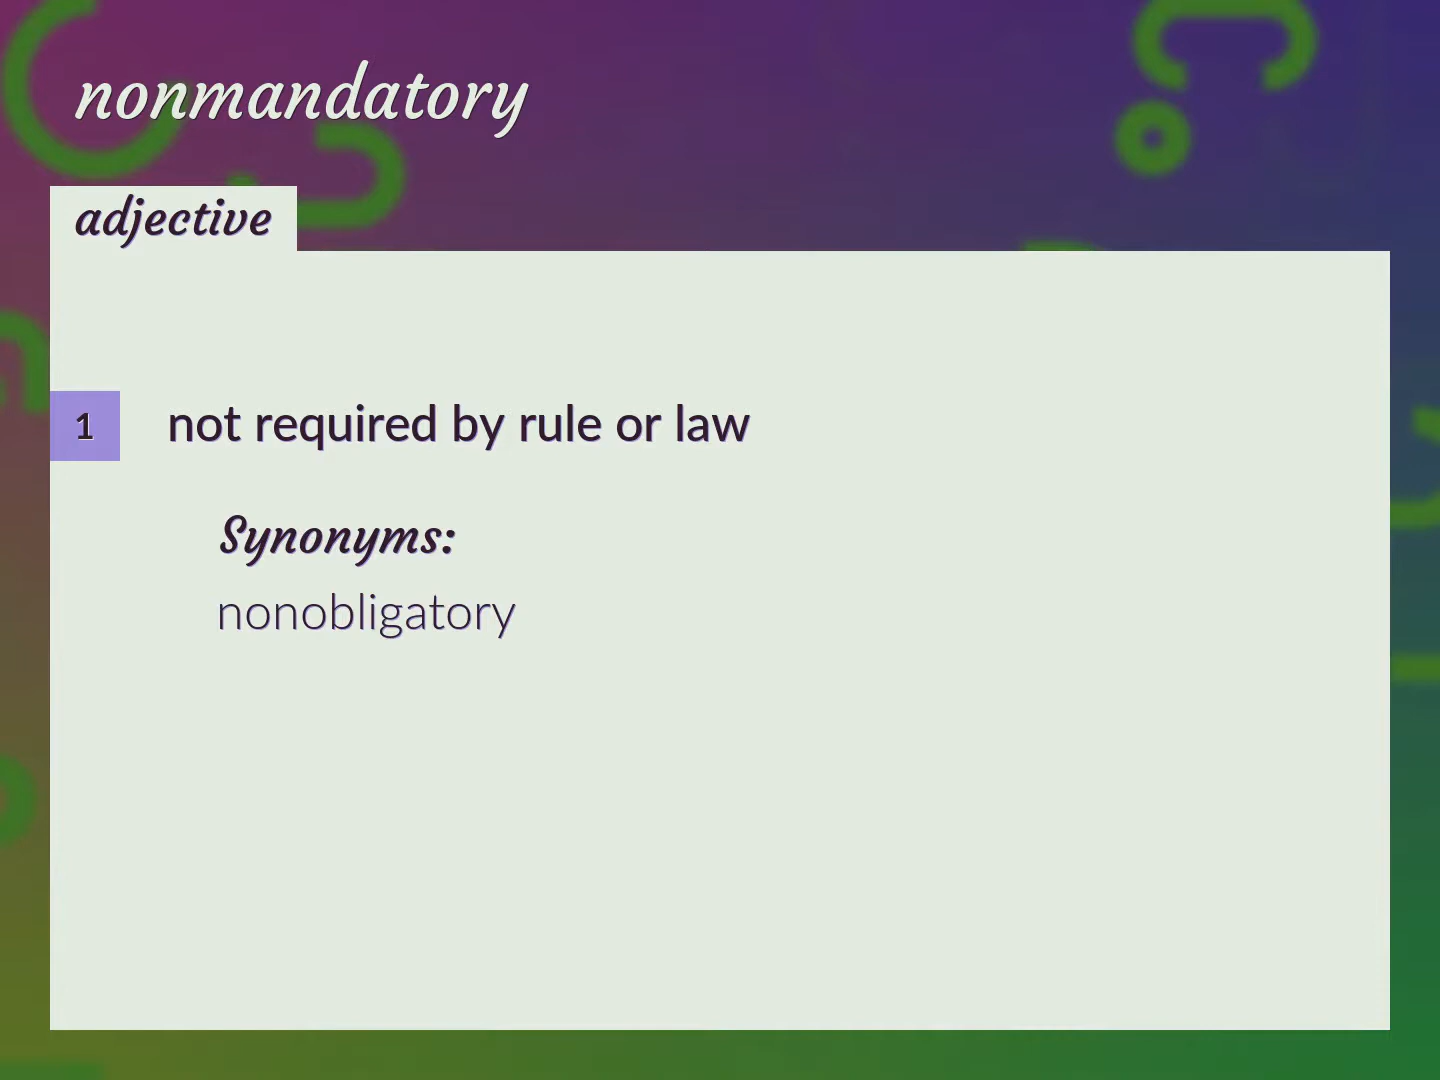 nonmandatory
adjective
1 not required by rule or law
Synonyms:
nonobligatory